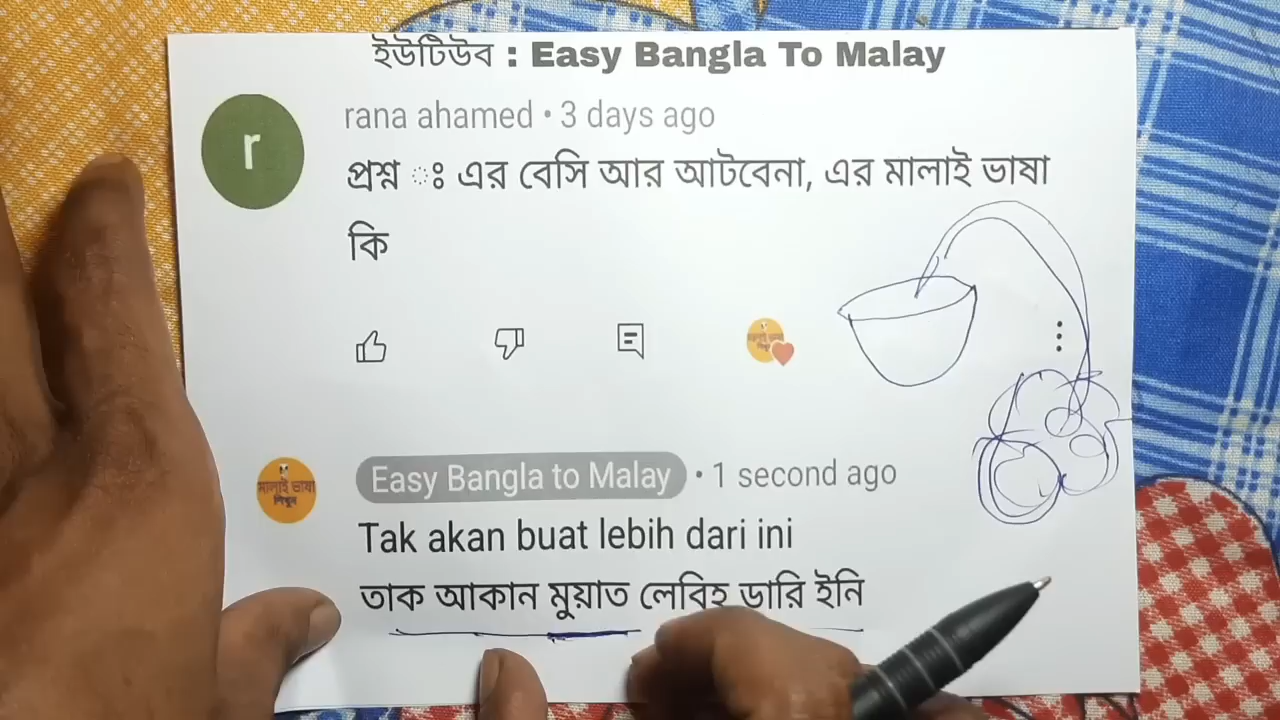 ইউটিউব : Easy Bangla To Malay
r
rana ahamed • 3 days ago
প্রশ্ন ঃ এর বেসি আর আটবেনা, এর মালাই ভাষা
কি
Easy Bangla to Malay • 1 second ago
মালাই ভাষা
শিখুন
Tak akan buat lebih dari ini
তাক আকান মুয়াত লেবিহ ডারি ইনি